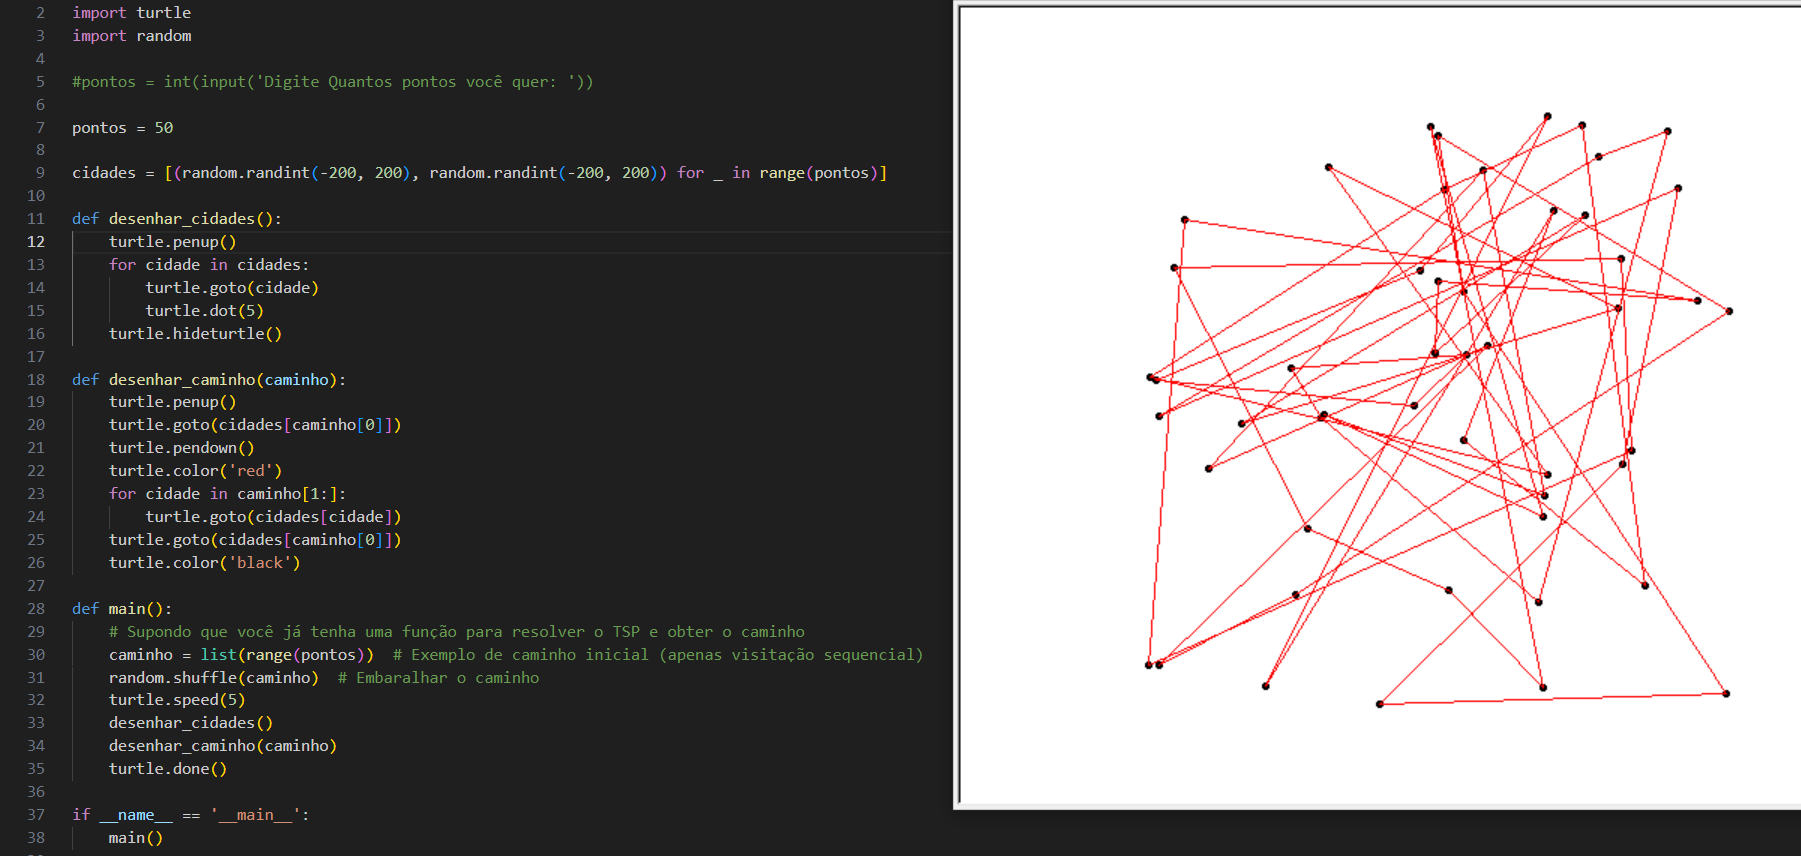 2 import turtle
3 import random
4
5 #pontos = int(input('Digite Quantos pontos você quer: '))
6
7 pontos = 50
8
9 cidades = [(random.randint(-200, 200), random.randint(-200, 200)) for _ in range(pontos)]
10
11 def desenhar_cidades():
12     turtle.penup()
13     for cidade in cidades:
14         turtle.goto(cidade)
15         turtle.dot(5)
16     turtle.hideturtle()
17
18 def desenhar_caminho(caminho):
19     turtle.penup()
20     turtle.goto(cidades[caminho[0]])
21     turtle.pendown()
22     turtle.color('red')
23     for cidade in caminho[1:]:
24         turtle.goto(cidades[cidade])
25     turtle.goto(cidades[caminho[0]])
26     turtle.color('black')
27
28 def main():
29     # Supondo que você já tenha uma função para resolver o TSP e obter o caminho
30     caminho = list(range(pontos))  # Exemplo de caminho inicial (apenas visitação sequencial)
31     random.shuffle(caminho)  # Embaralhar o caminho
32     turtle.speed(5)
33     desenhar_cidades()
34     desenhar_caminho(caminho)
35     turtle.done()
36
37 if __name__ == '__main__':
38     main()